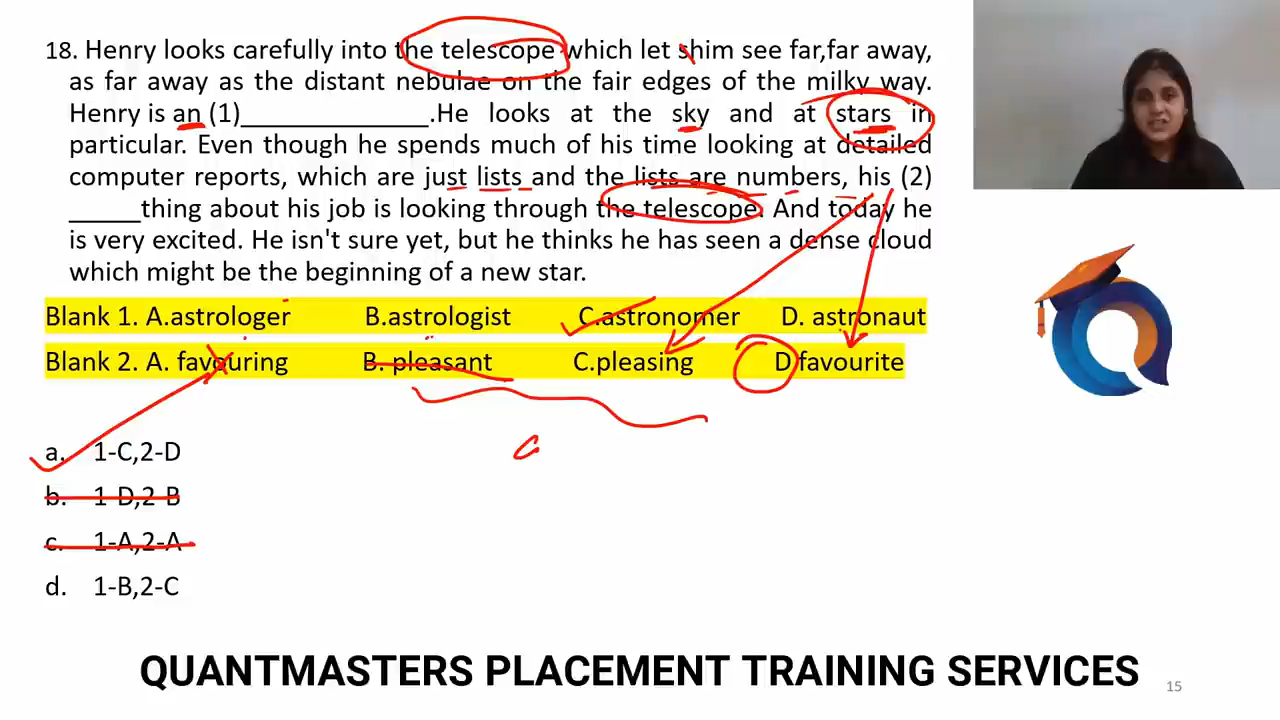 18. Henry looks carefully into the telescope which let shim see far,far away,
as far away as the distant nebulae on the fair edges of the milky way.
Henry is an (1)______________.He looks at the sky and at stars in
particular. Even though he spends much of his time looking at detailed
computer reports, which are just lists and the lists are numbers, his (2)
_____thing about his job is looking through the telescope. And today he
is very excited. He isn't sure yet, but he thinks he has seen a dense cloud
which might be the beginning of a new star.
Blank 1. A.astrologer B.astrologist C.astronomer D. astronaut
Blank 2. A. favouring B. pleasant C.pleasing D.favourite
a. 1-C,2-D
b. 1-D,2-B
c. 1-A,2-A
d. 1-B,2-C
QUANTMASTERS PLACEMENT TRAINING SERVICES
15